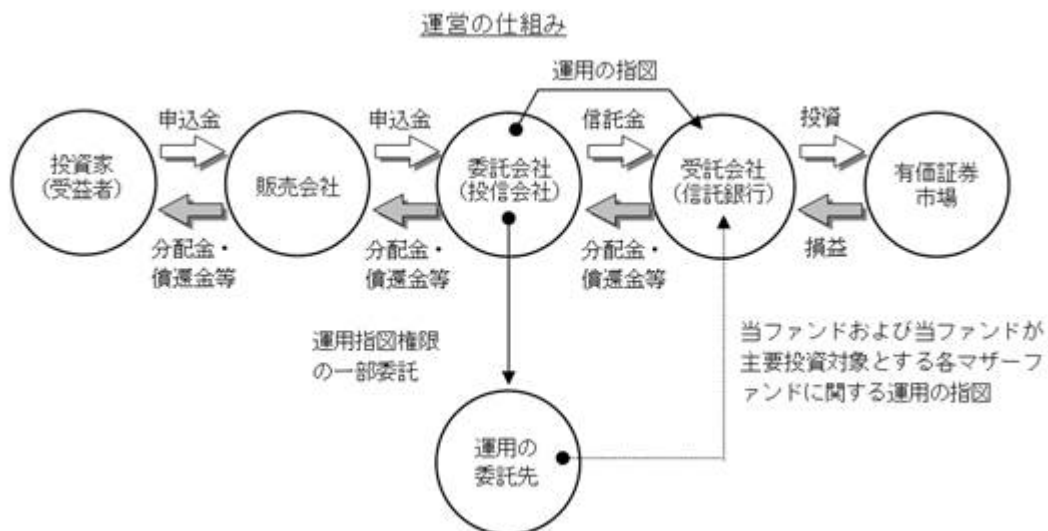 運営の仕組み
運用の指図
申込金
申込金
信託金
投資
投資家
（受益者）
販売会社
委託会社
（投信会社）
受託会社
（信託銀行）
有価証券
市場
分配金・
償還金等
分配金・
償還金等
分配金・
償還金等
損益
運用指図権限
の一部委託
当ファンドおよび当ファンドが
主要投資対象とする各マザーフ
ァンドに関する運用の指図
運用の
委託先